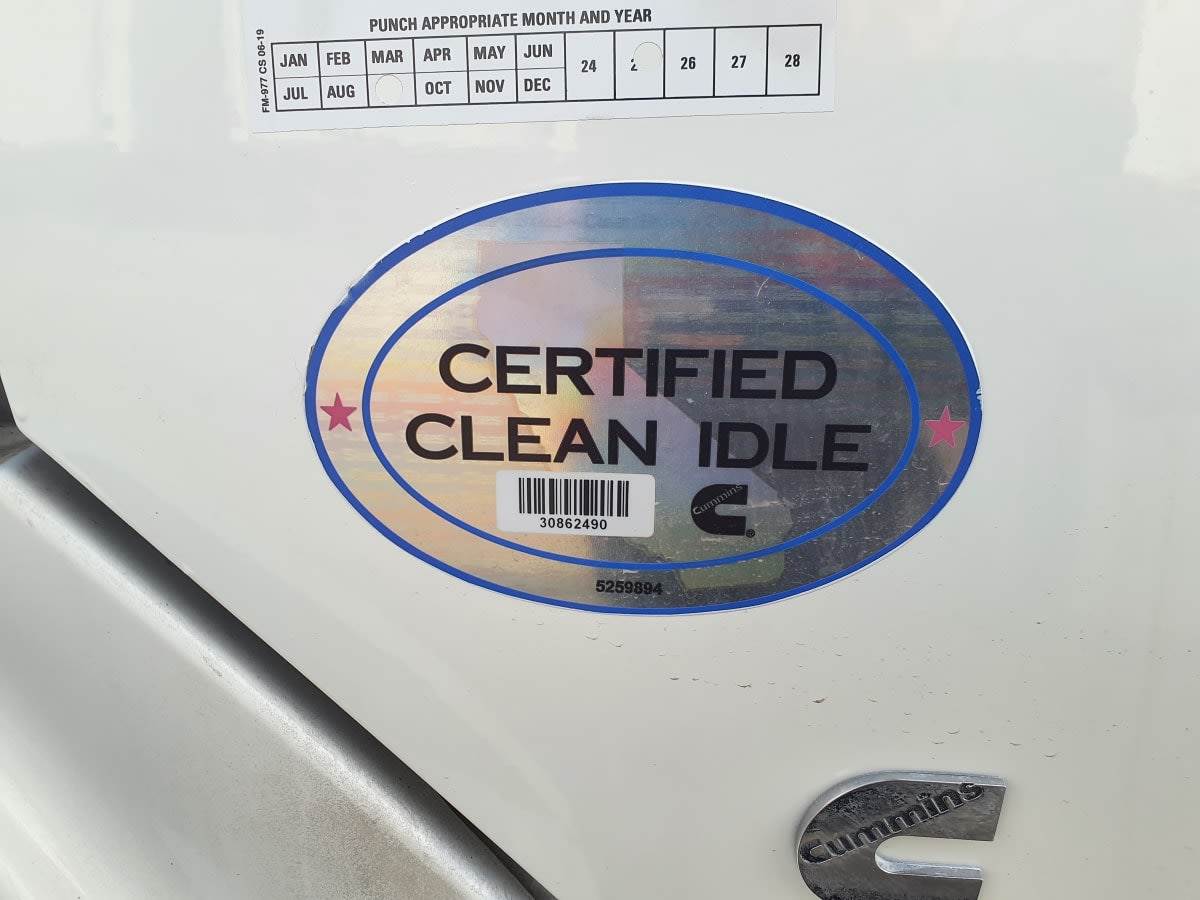 PUNCH APPROPRIATE MONTH AND YEAR
FM-977 CS 06-19
JAN FEB MAR APR MAY JUN 24 26 27 28
JUL AUG OCT NOV DEC
CERTIFIED
CLEAN IDLE
30862490
Cummins
5259894
Cummins